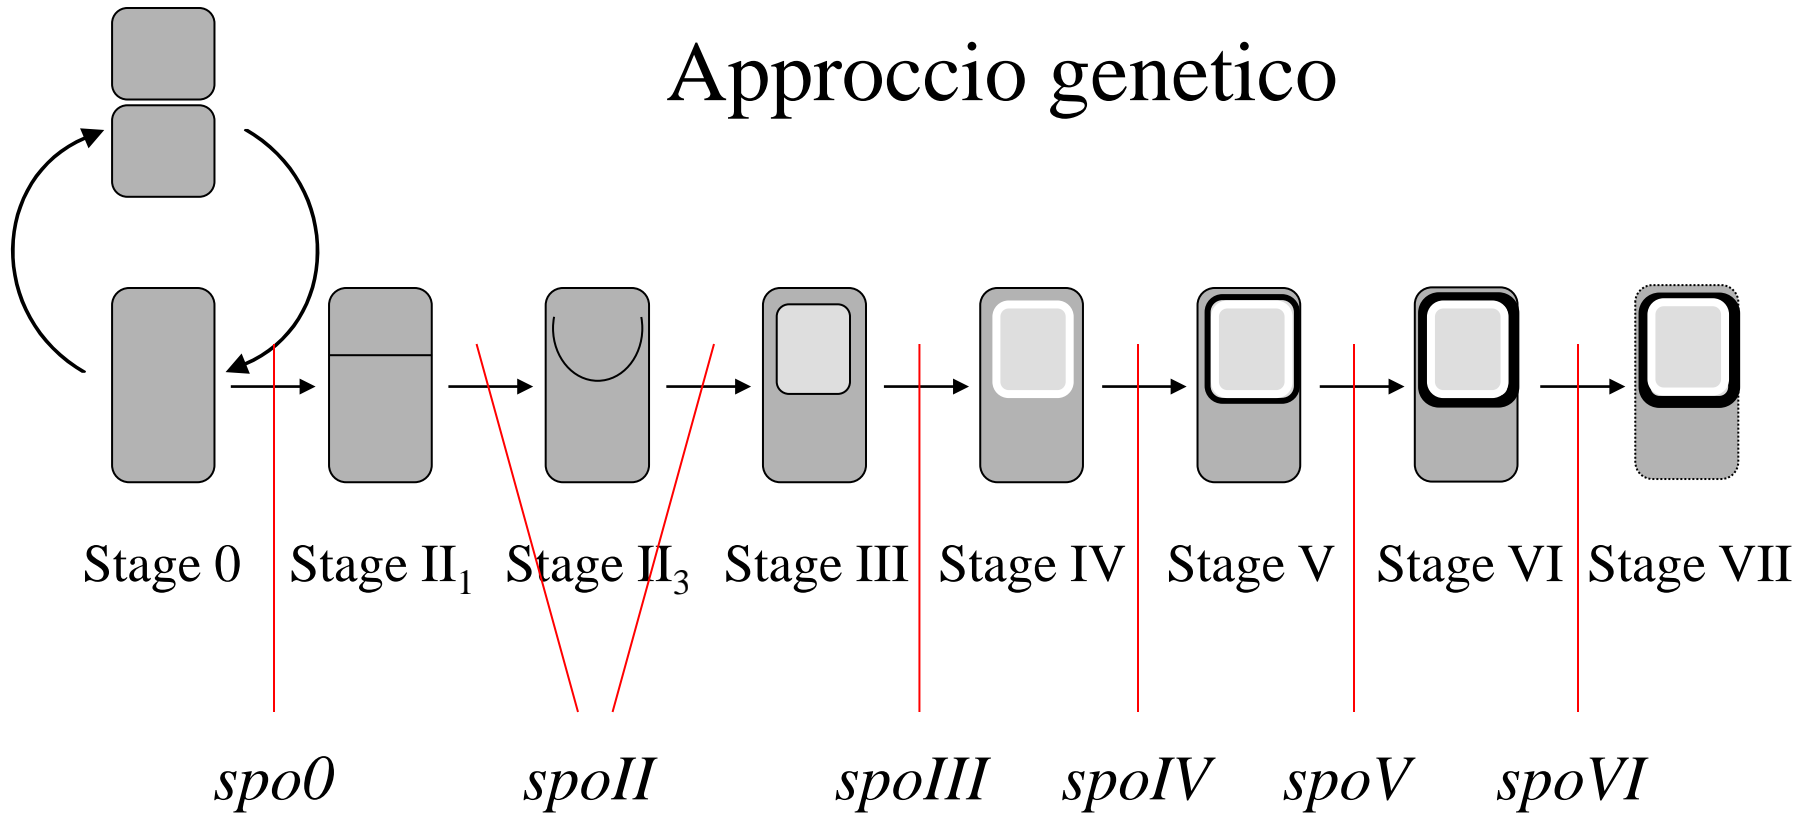 Approccio genetico
Stage 0 Stage II₁ Stage II₃ Stage III Stage IV Stage V Stage VI Stage VII
spo0 spoII spoIII spoIV spoV spoVI